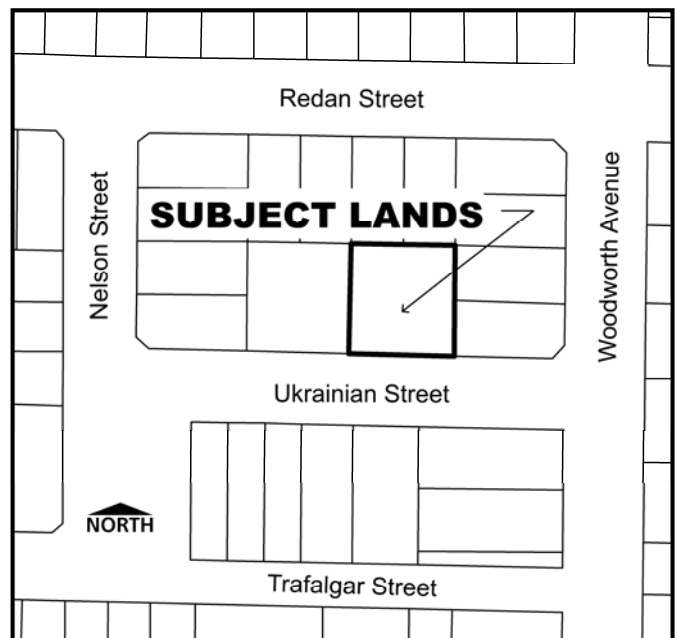 Redan Street
Nelson Street
SUBJECT LANDS
Woodworth Avenue
Ukrainian Street
NORTH
Trafalgar Street